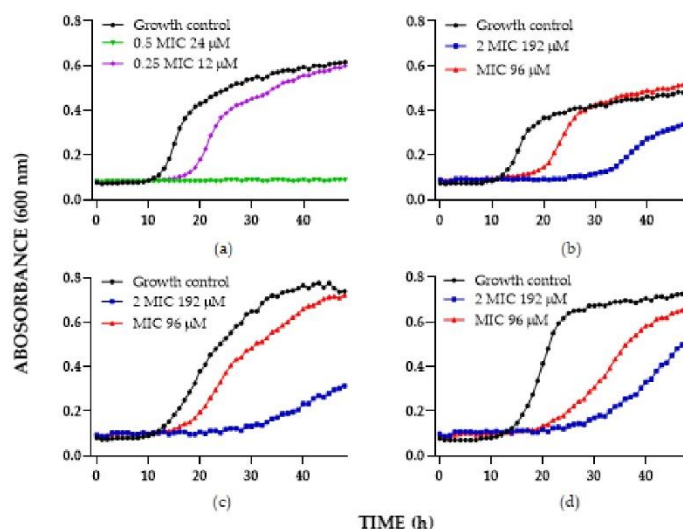 ABOSORBANCE (600 nm)
Growth control
0.5 MIC 24 μM
0.25 MIC 12 μM
0.8
0.6
0.4
0.2
0.0
0 10 20 30 40
(a)
Growth control
2 MIC 192 μM
MIC 96 μM
0.8
0.6
0.4
0.2
0.0
0 10 20 30 40
(b)
Growth control
2 MIC 192 μM
MIC 96 μM
0.8
0.6
0.4
0.2
0.0
0 10 20 30 40
(c)
Growth control
2 MIC 192 μM
MIC 96 μM
0.8
0.6
0.4
0.2
0.0
0 10 20 30 40
(d)
TIME (h)